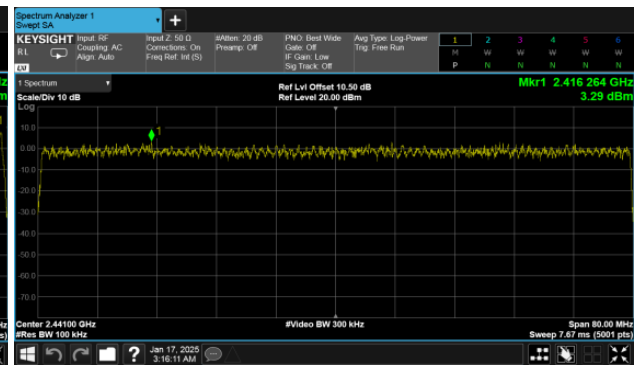 Spectrum Analyzer 1
Swept SA
+
KEYSIGHT Input: RF Input Z: 50 Ω #Atten: 20 dB PNO: Best Wide Avg Type: Log-Power 1 2 3 4 5 6
RL Coupling: AC Corrections: On Preamp: Off Gate: Off Trig: Free Run M W W W W W
Align: Auto Freq Ref: Int (S) IF Gain: Low
LXI Sig Track: Off P N N N N N
z 1 Spectrum Ref Lvl Offset 10.50 dB Mkr1 2.416 264 GHz
m Scale/Div 10 dB Ref Level 20.00 dBm 3.29 dBm
Log
10.0
1
0.00
-10.0
-20.0
-30.0
-40.0
-50.0
-60.0
-70.0
Hz Center 2.44100 GHz #Video BW 300 kHz Span 80.00 MHz
s) #Res BW 100 kHz Sweep 7.67 ms (5001 pts)
? Jan 17, 2025
3:16:11 AM